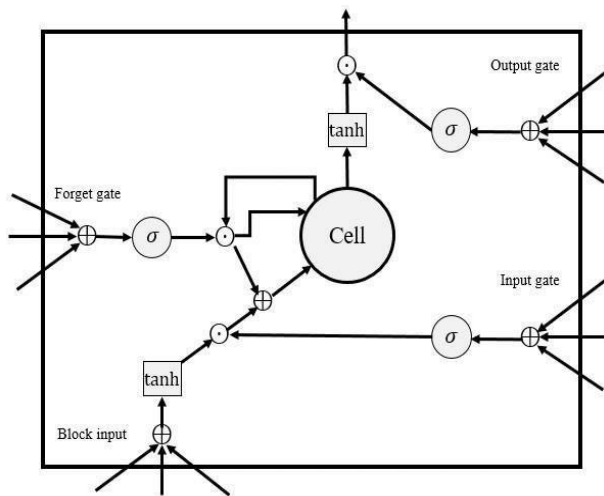 Output gate
tanh
σ
Forget gate
σ
Cell
Input gate
σ
tanh
Block input